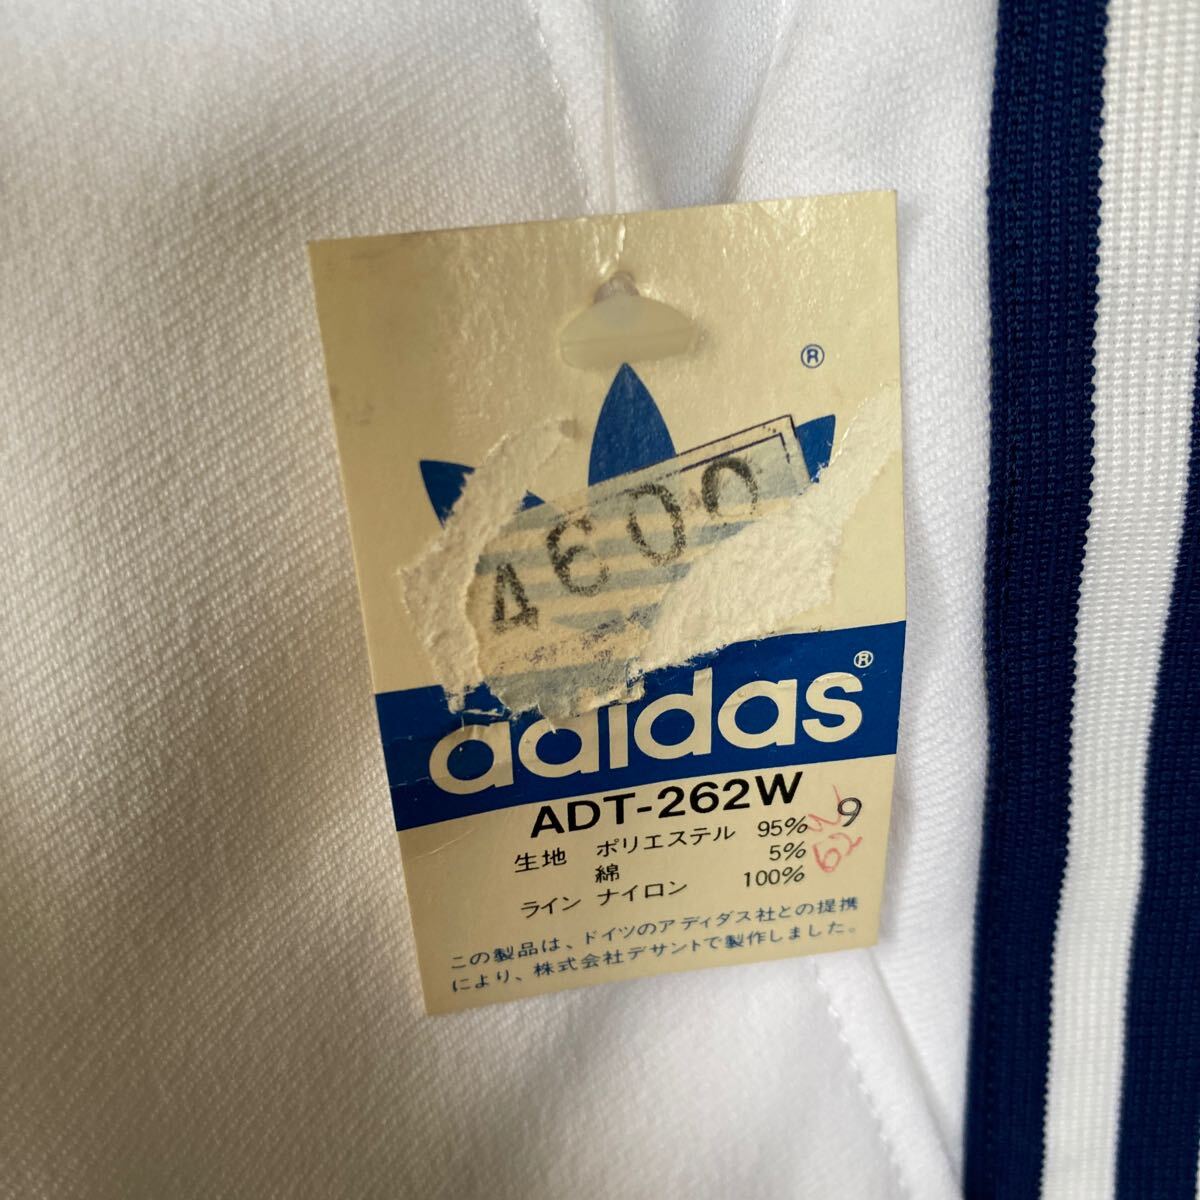 ®
4600
adidas®
ADT-262W
9
生地 ポリエステル 95%
綿 5%
62
ライン ナイロン 100%
この製品は、ドイツのアディダス社との提携
により、株式会社デサントで製作しました。